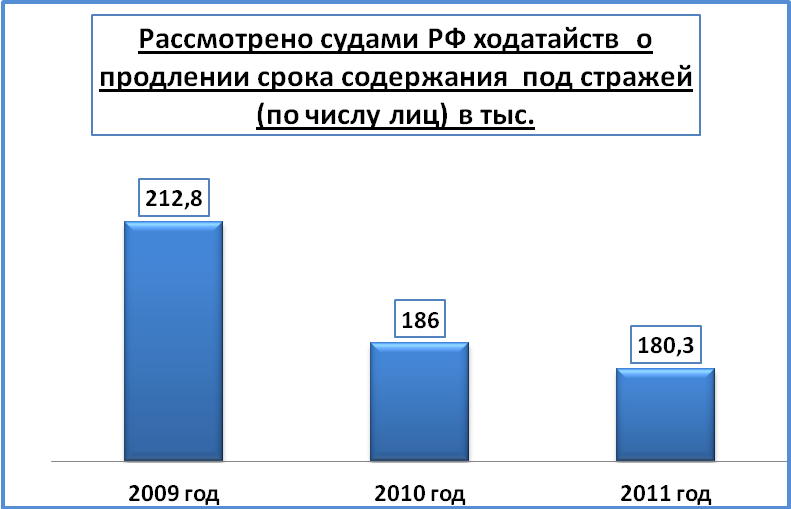 Рассмотрено судами РФ ходатайств о
продлении срока содержания под стражей
(по числу лиц) в тыс.
212,8
186
180,3
2009 год
2010 год
2011 год